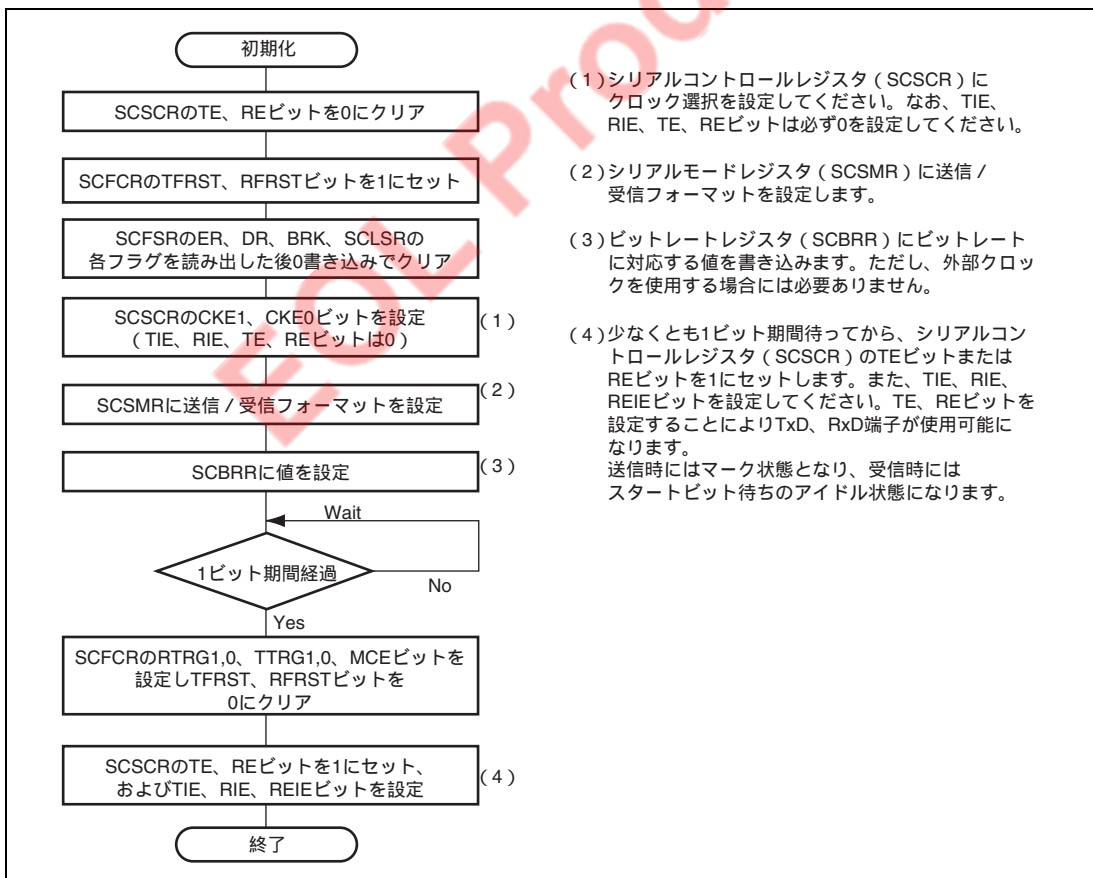 初期化
SCSCRのTE、REビットを0にクリア
SCFCRのTFRST、RFRSTビットを1にセット
SCFSRのER、DR、BRK、SCLSRの
各フラグを読み出した後0書き込みでクリア
SCSCRのCKE1、CKE0ビットを設定
（TIE、RIE、TE、REビットは0）
（1）
SCSMRに送信／受信フォーマットを設定
（2）
SCBRRに値を設定
（3）
Wait
1ビット期間経過
No
Yes
SCFCRのRTRG1,0、TTRG1,0、MCEビットを
設定しTFRST、RFRSTビットを
0にクリア
SCSCRのTE、REビットを1にセット、
およびTIE、RIE、REIEビットを設定
（4）
終了
（1）シリアルコントロールレジスタ（SCSCR）に
クロック選択を設定してください。なお、TIE、
RIE、TE、REビットは必ず0を設定してください。
（2）シリアルモードレジスタ（SCSMR）に送信／
受信フォーマットを設定します。
（3）ビットレートレジスタ（SCBRR）にビットレート
に対応する値を書き込みます。ただし、外部クロッ
クを使用する場合には必要ありません。
（4）少なくとも1ビット期間待ってから、シリアルコン
トロールレジスタ（SCSCR）のTEビットまたは
REビットを1にセットします。また、TIE、RIE、
REIEビットを設定してください。TE、REビットを
設定することによりTxD、RxD端子が使用可能に
なります。
送信時にはマーク状態となり、受信時には
スタートビット待ちのアイドル状態になります。
EOL Prod